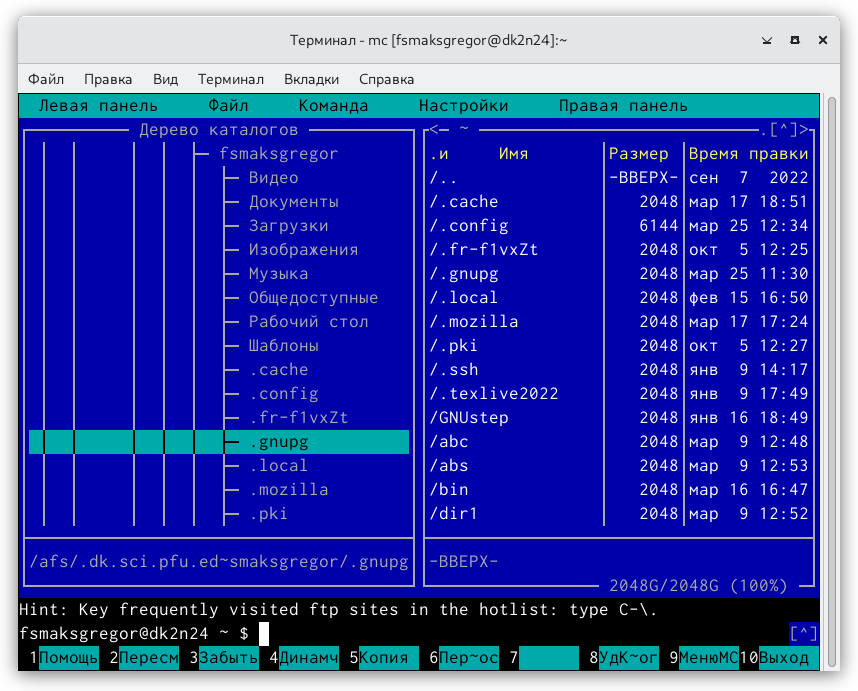 Терминал - mc [fsmaksgregor@dk2n24]:~
Файл Правка Вид Терминал Вкладки Справка
Левая панель Файл Команда Настройки Правая панель
Дерево каталогов
fsmaksgregor
Видео
Документы
Загрузки
Изображения
Музыка
Общедоступные
Рабочий стол
Шаблоны
.cache
.config
.fr-f1vxZt
.gnupg
.local
.mozilla
.pki
/afs/.dk.sci.pfu.ed~smaksgregor/.gnupg
<─ ~ .[^]>
.и Имя Размер Время правки
/.. -ВВЕРХ- сен 7 2022
/.cache 2048 мар 17 18:51
/.config 6144 мар 25 12:34
/.fr-f1vxZt 2048 окт 5 12:25
/.gnupg 2048 мар 25 11:30
/.local 2048 фев 15 16:50
/.mozilla 2048 мар 17 17:24
/.pki 2048 окт 5 12:27
/.ssh 2048 янв 9 14:17
/.texlive2022 2048 янв 9 17:49
/GNUstep 2048 янв 16 18:49
/abc 2048 мар 9 12:48
/abs 2048 мар 9 12:53
/bin 2048 мар 16 16:47
/dir1 2048 мар 9 12:52
-ВВЕРХ-
2048G/2048G (100%)
Hint: Key frequently visited ftp sites in the hotlist: type C-\.
fsmaksgregor@dk2n24 ~ $ [^]
1Помощь 2Пересм 3Забыть 4Динамч 5Копия 6Пер~ос 7 8УдК~ог 9МенюMC 10Выход